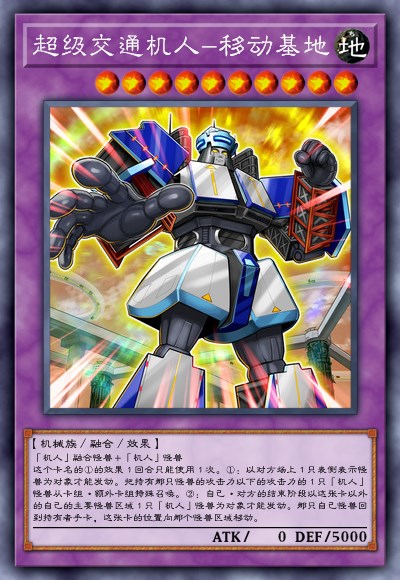 超级交通机人-移动基地 地
【机械族/融合/效果】
「机人」融合怪兽+「机人」怪兽
这个卡名的①的效果1回合只能使用1次。①：以对方场上1只表侧表示怪
兽为对象才能发动。把持有那只怪兽的攻击力以下的攻击力的1只「机人」
怪兽从卡组·额外卡组特殊召唤。②：自己·对方的结束阶段以这张卡以外
的自己的主要怪兽区域1只「机人」怪兽为对象才能发动。那只自己怪兽回
到持有者手卡，这张卡的位置向那个怪兽区域移动。
ATK/ 0 DEF/5000